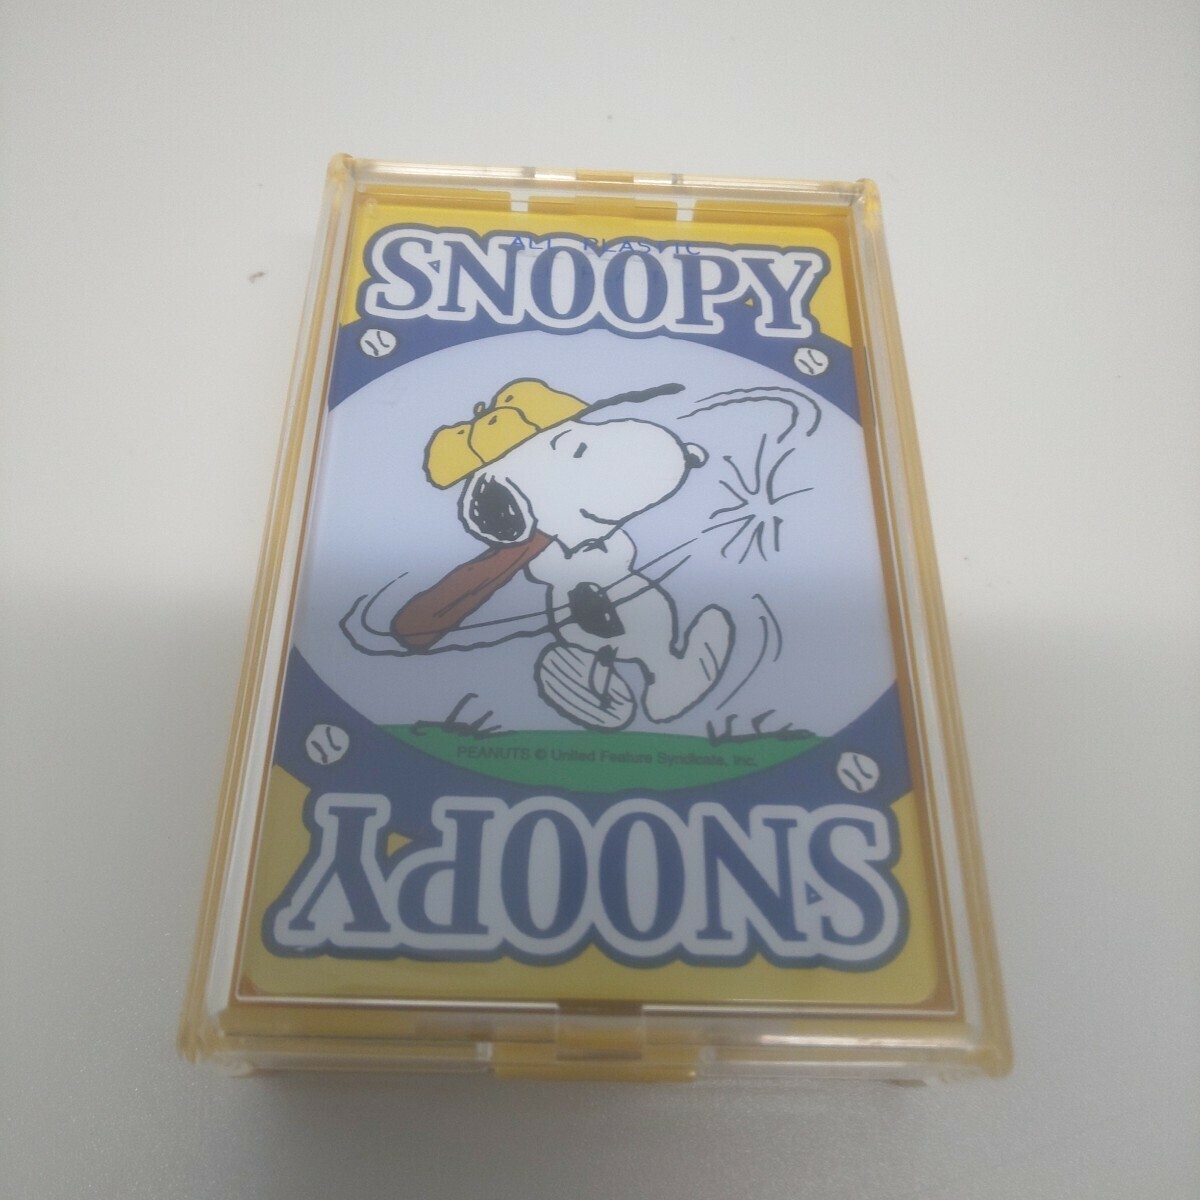 ALL PLASTIC
SNOOPY
PEANUTS © United Feature Syndicate, Inc.
SNOOPY